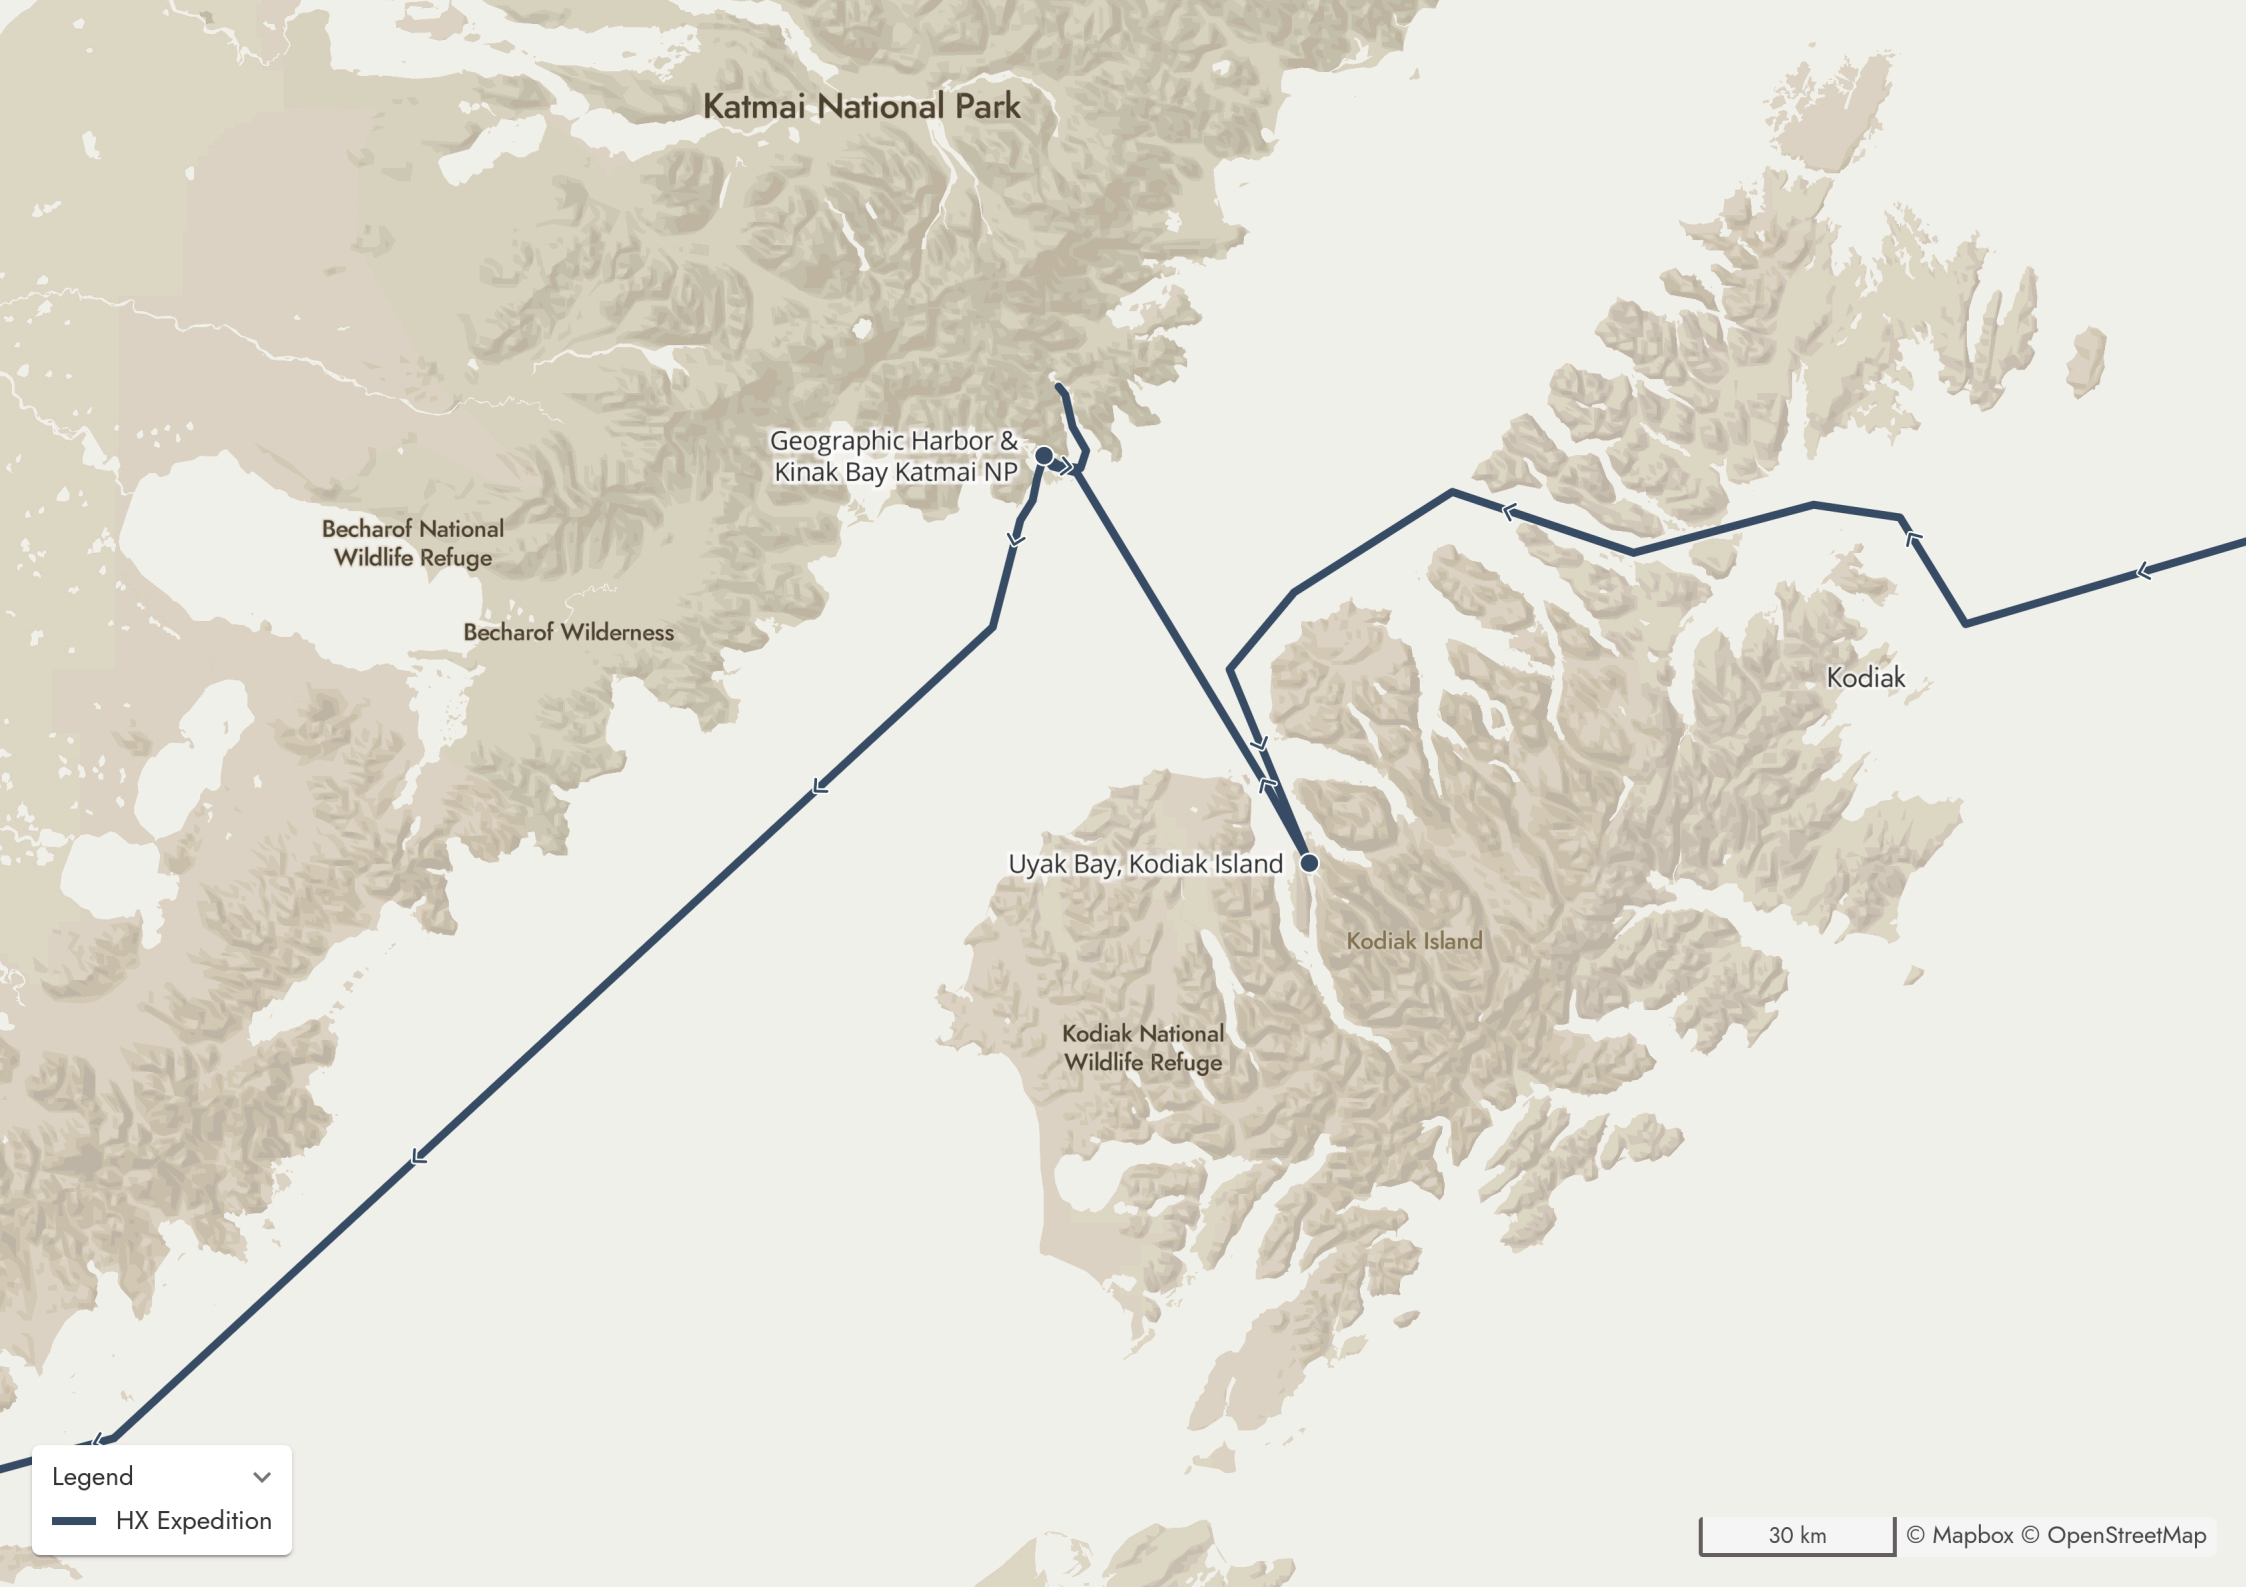 Katmai National Park
Geographic Harbor &
Kinak Bay Katmai NP
Becharof National
Wildlife Refuge
Becharof Wilderness
Kodiak
Uyak Bay, Kodiak Island
Kodiak Island
Kodiak National
Wildlife Refuge
Legend
HX Expedition
30 km
© Mapbox © OpenStreetMap